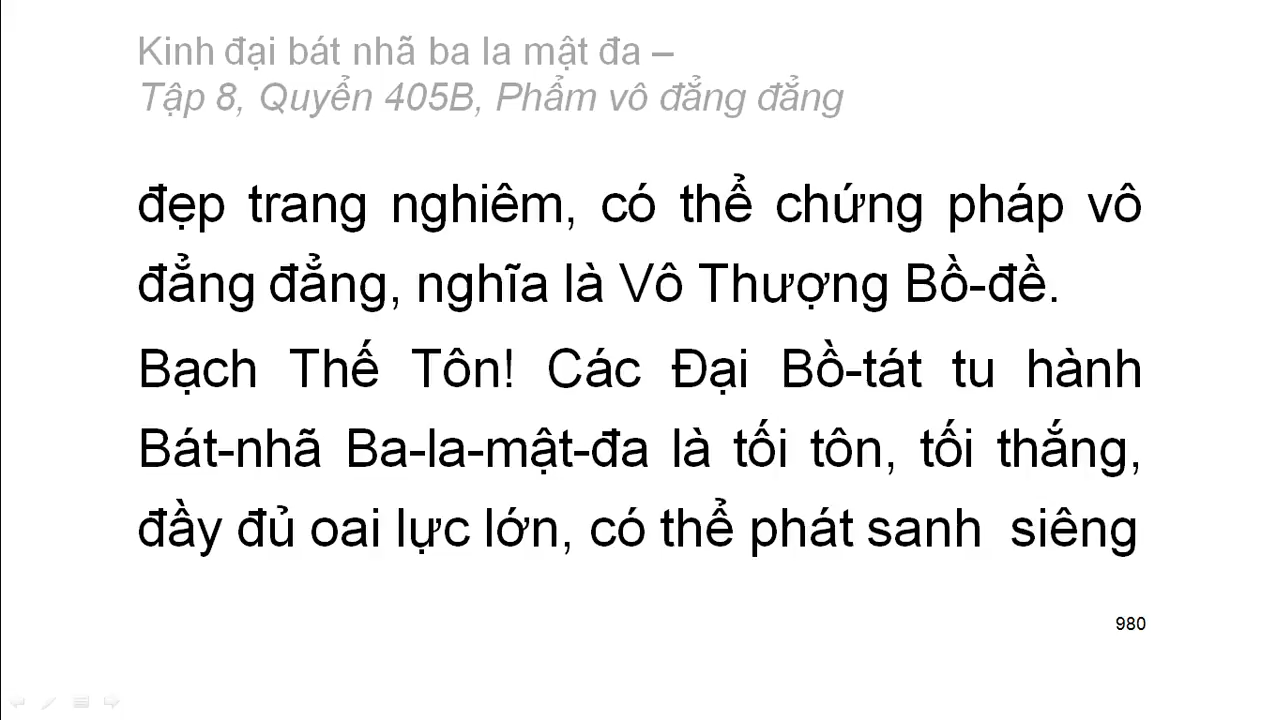 Kinh đại bát nhã ba la mật đa –
Tập 8, Quyển 405B, Phẩm vô đẳng đẳng
đẹp trang nghiêm, có thể chứng pháp vô
đẳng đẳng, nghĩa là Vô Thượng Bồ-đề.
Bạch Thế Tôn! Các Đại Bồ-tát tu hành
Bát-nhã Ba-la-mật-đa là tối tôn, tối thắng,
đầy đủ oai lực lớn, có thể phát sanh siêng
980